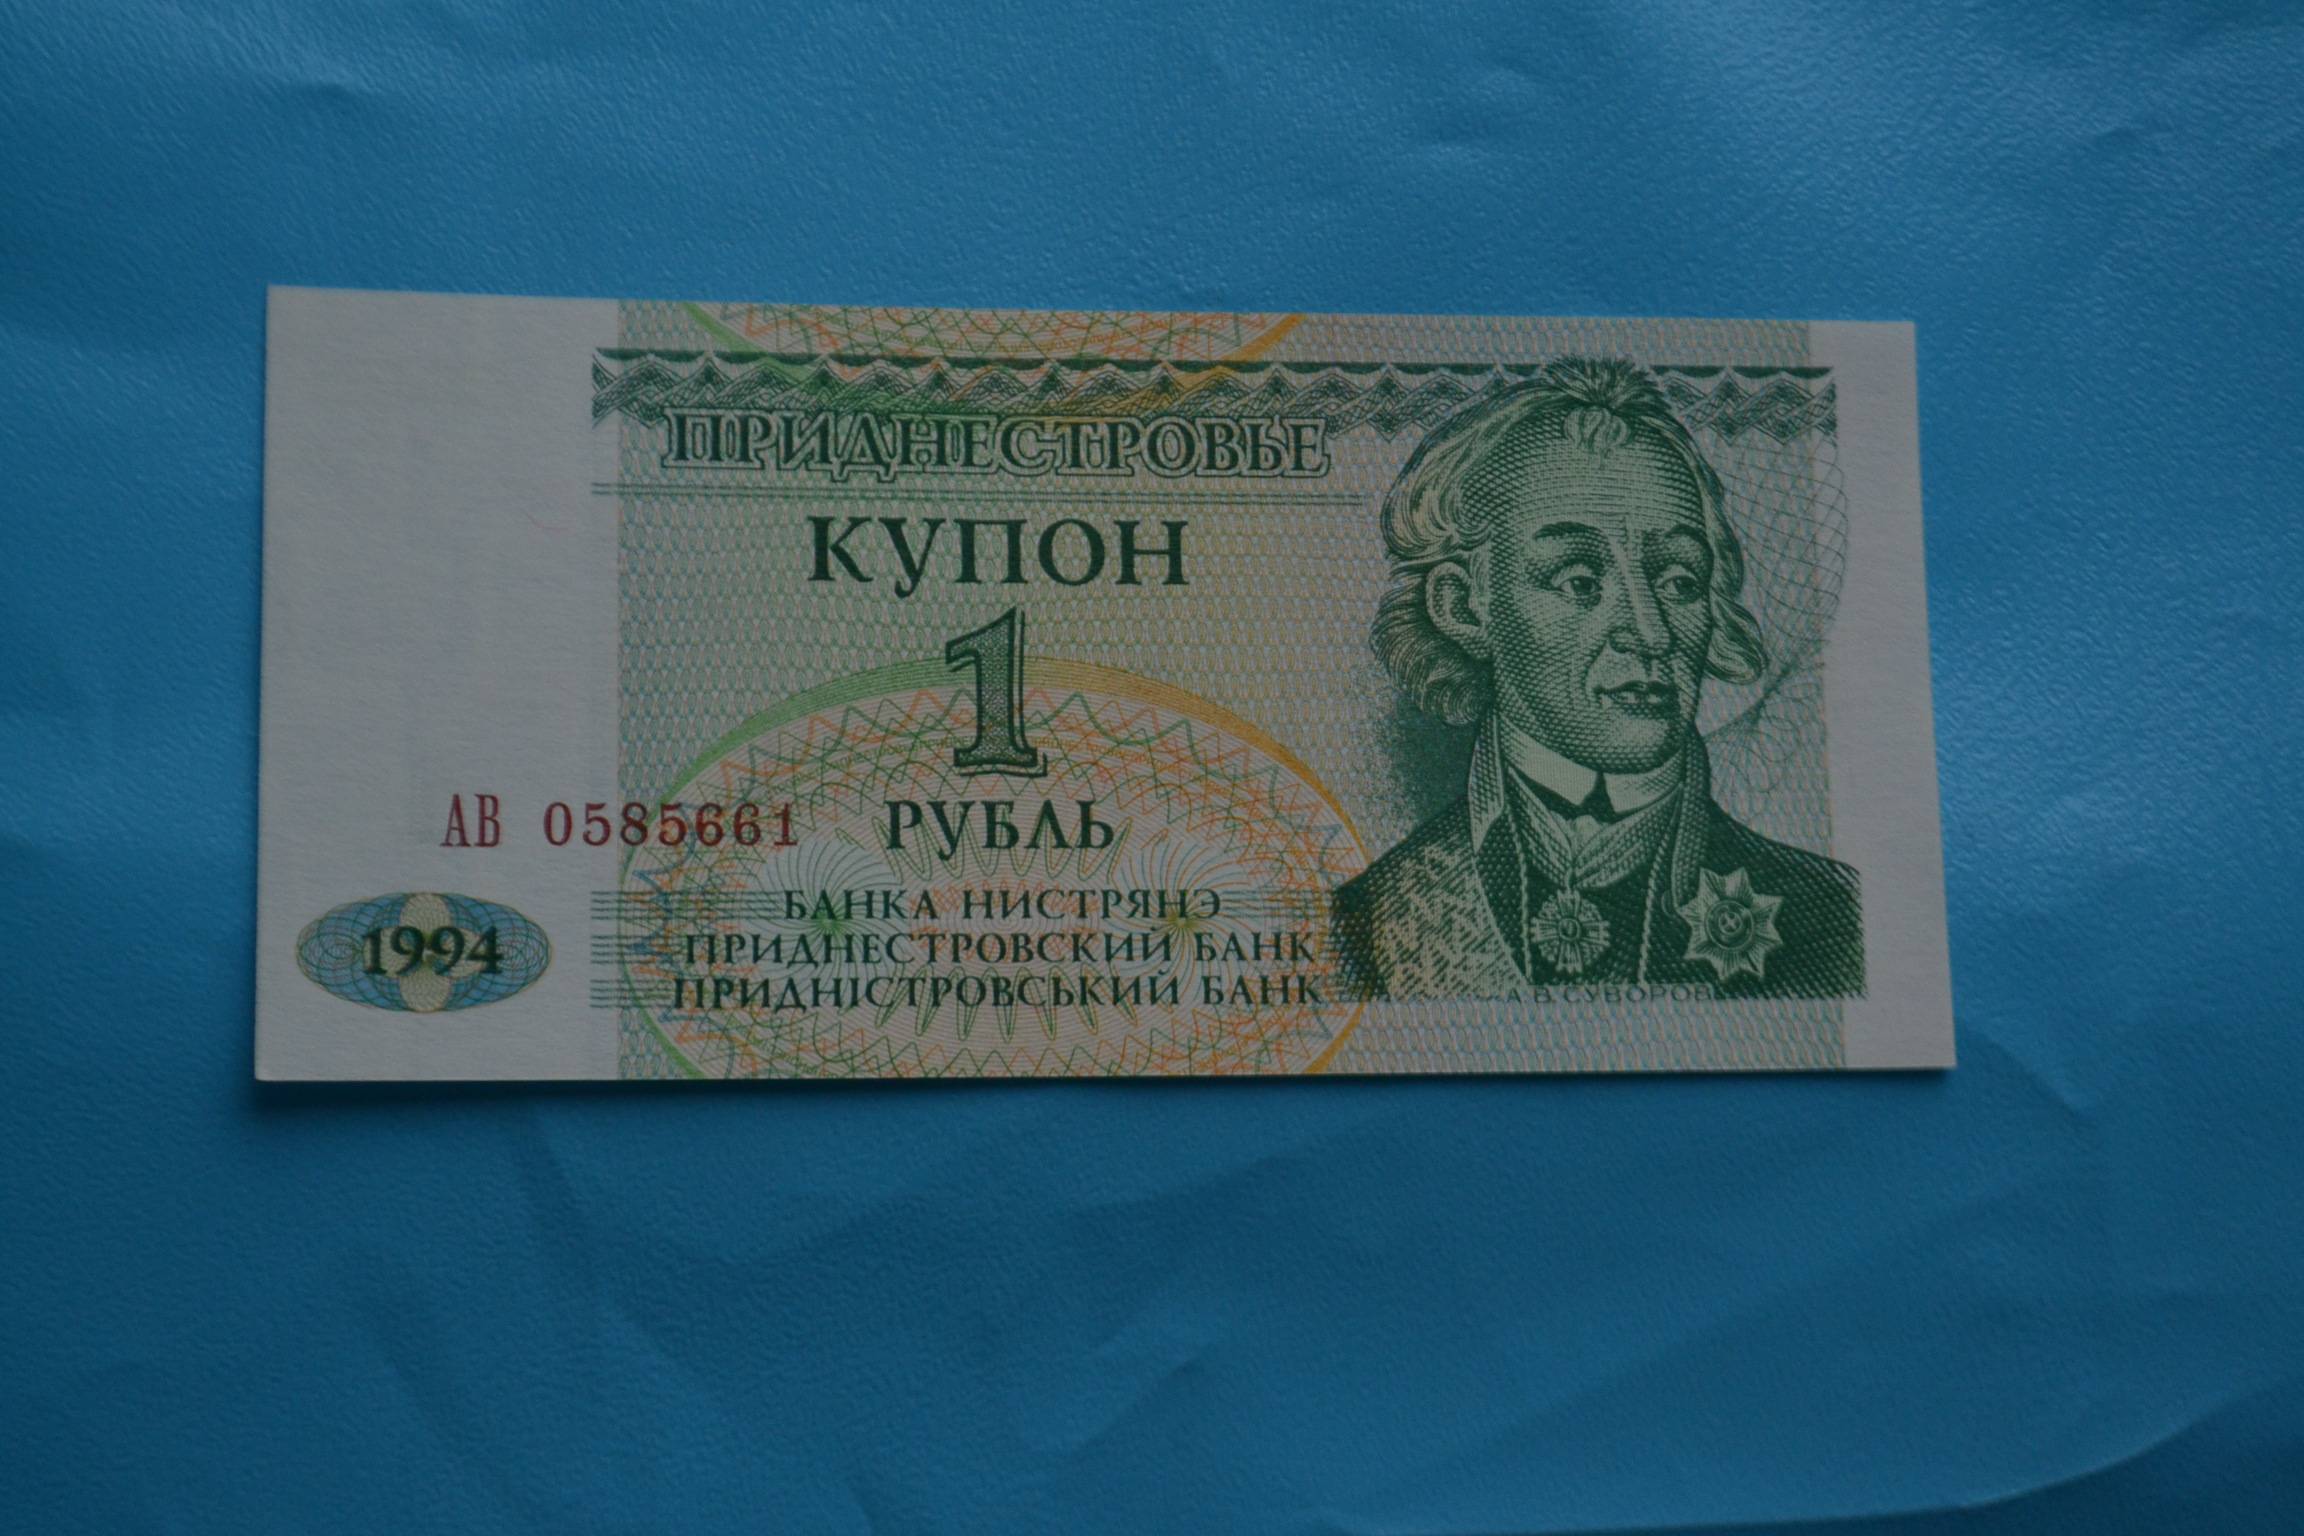 ПРИДНЕСТРОВЬЕ
КУПОН
1
РУБЛЬ
АВ 0585661
БАНКА НИСТРЯНЭ
ПРИДНЕСТРОВСКИЙ БАНК
ПРИДНІСТРОВСЬКИЙ БАНК
1994
А.В.СУВОРОВ